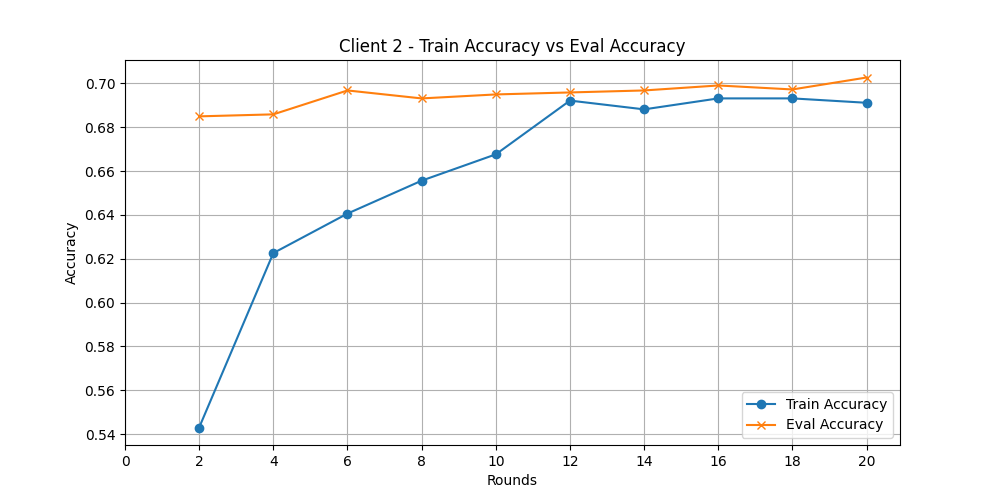 Client 2 - Train Accuracy vs Eval Accuracy
Accuracy
0.70
0.68
0.66
0.64
0.62
0.60
0.58
0.56
0.54
Train Accuracy
Eval Accuracy
0 2 4 6 8 10 12 14 16 18 20
Rounds